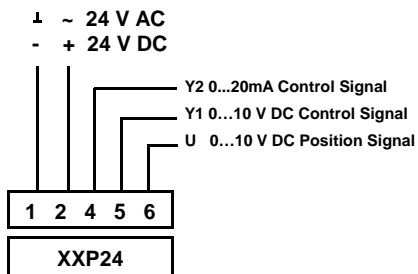 ⊥ ~ 24 V AC
- + 24 V DC
Y2 0...20mA Control Signal
Y1 0…10 V DC Control Signal
U 0…10 V DC Position Signal
1 2 4 5 6
XXP24